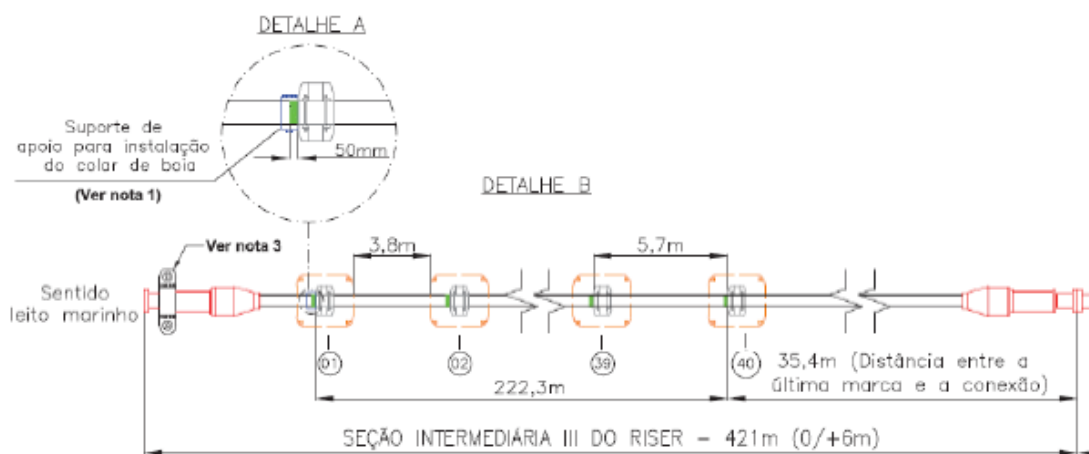 DETALHE A
Suporte de
apoio para instalação
do colar de boia
(Ver nota 1)
50mm
DETALHE B
Ver nota 3
3,8m
5,7m
Sentido
leito marinho
01
02
39
40
35,4m (Distância entre a
última marca e a conexão)
222,3m
SEÇÃO INTERMEDIÁRIA III DO RISER - 421m (0/+6m)